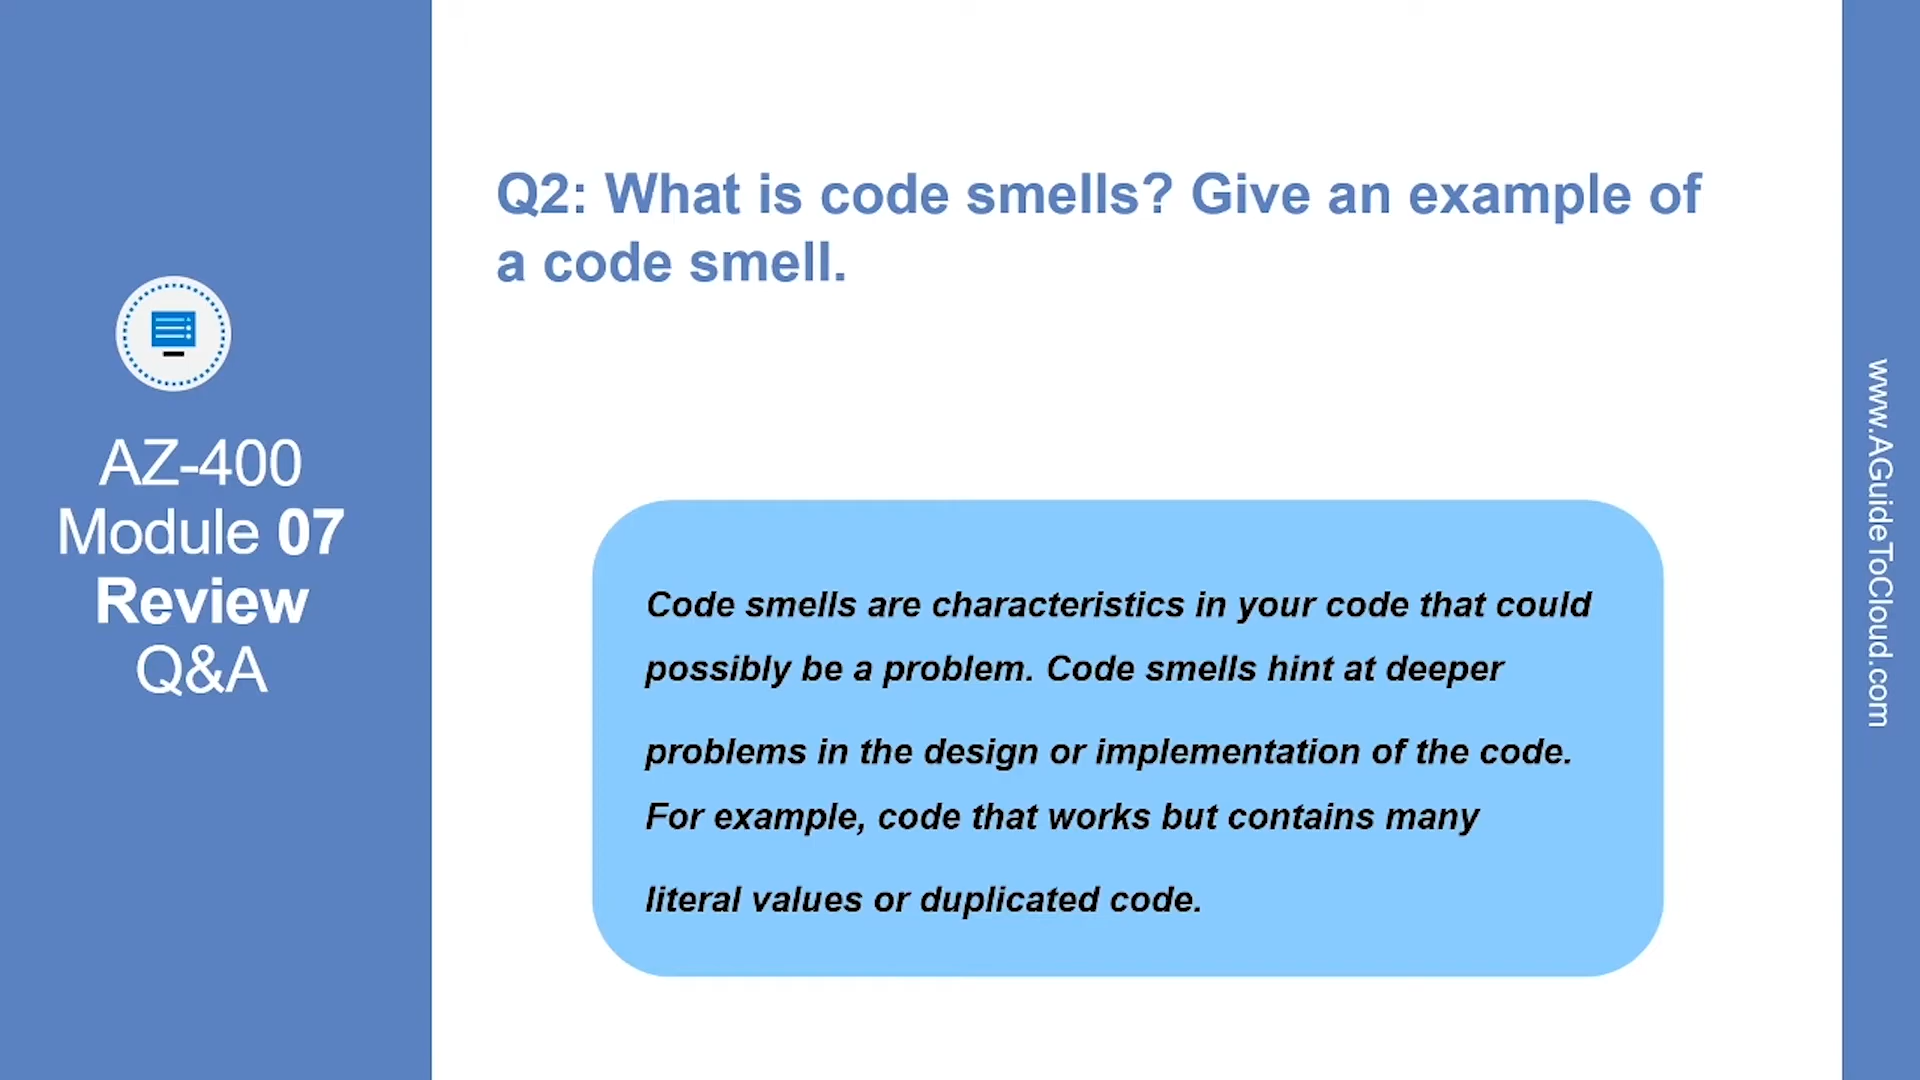 AZ-400
Module 07
Review
Q&A
Q2: What is code smells? Give an example of
a code smell.
Code smells are characteristics in your code that could
possibly be a problem. Code smells hint at deeper
problems in the design or implementation of the code.
For example, code that works but contains many
literal values or duplicated code.
www.AGuideToCloud.com